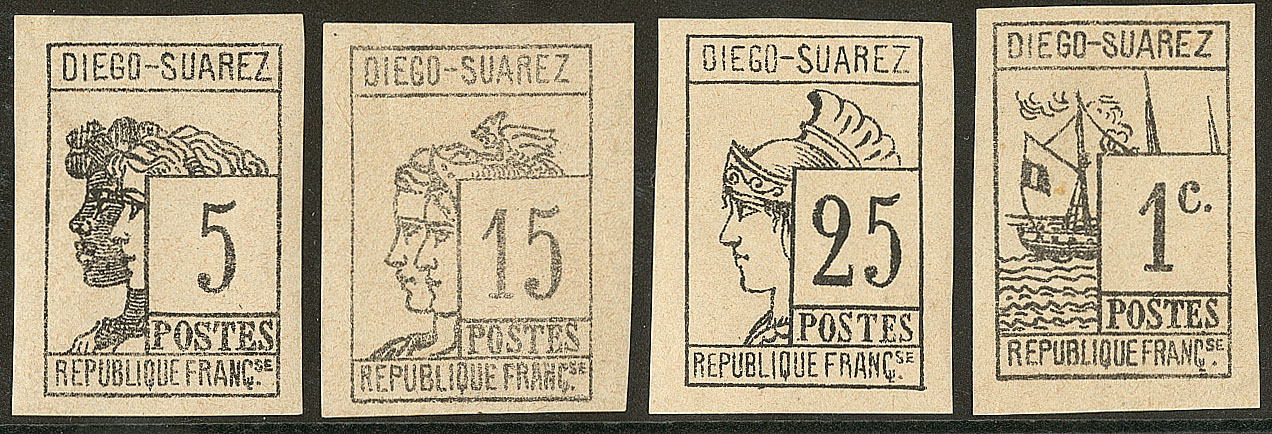 DIEGO-SUAREZ
5
POSTES
REPUBLIQUE FRANÇSE.
DIEGO-SUAREZ
15
POSTES
REPUBLIQUE FRANÇSE.
DIEGO-SUAREZ
25
POSTES
REPUBLIQUE FRANÇSE.
DIEGO-SUAREZ
1c.
POSTES
REPUBLIQUE FRANÇSE.